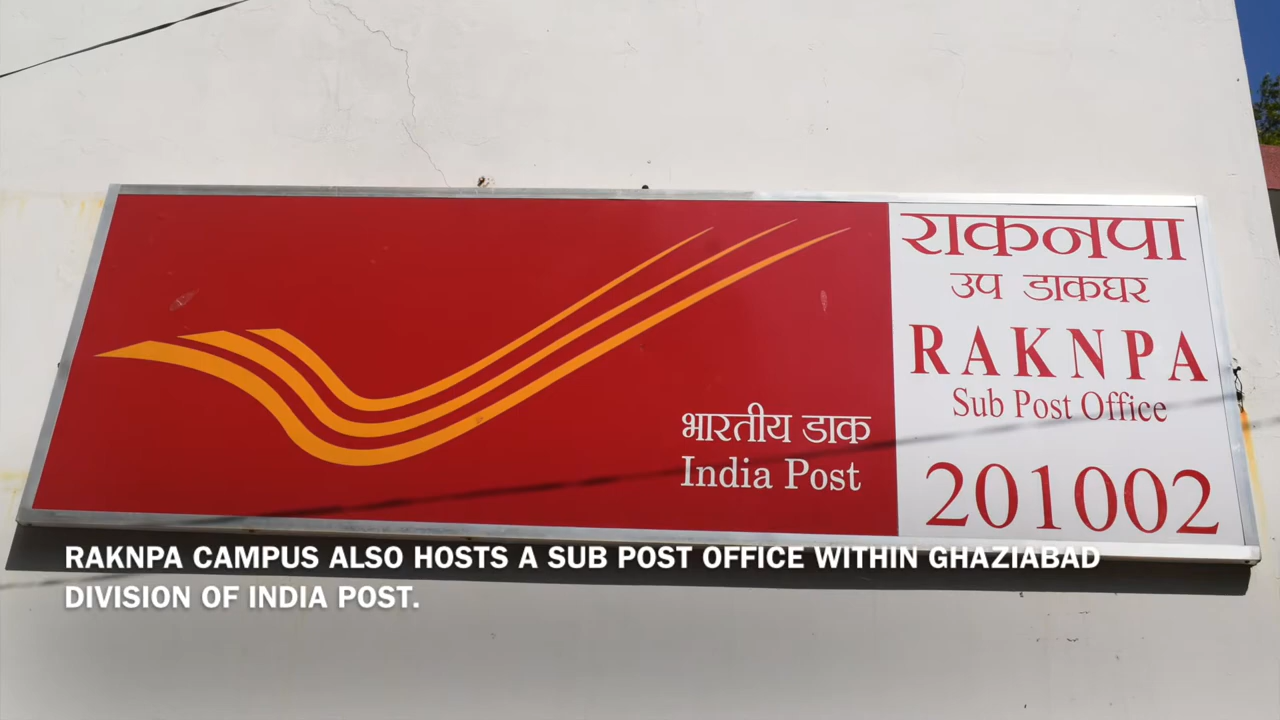 भारतीय डाक
India Post
राकनपा
उप डाकघर
RAKNPA
Sub Post Office
201002
RAKNPA CAMPUS ALSO HOSTS A SUB POST OFFICE WITHIN GHAZIABAD
DIVISION OF INDIA POST.